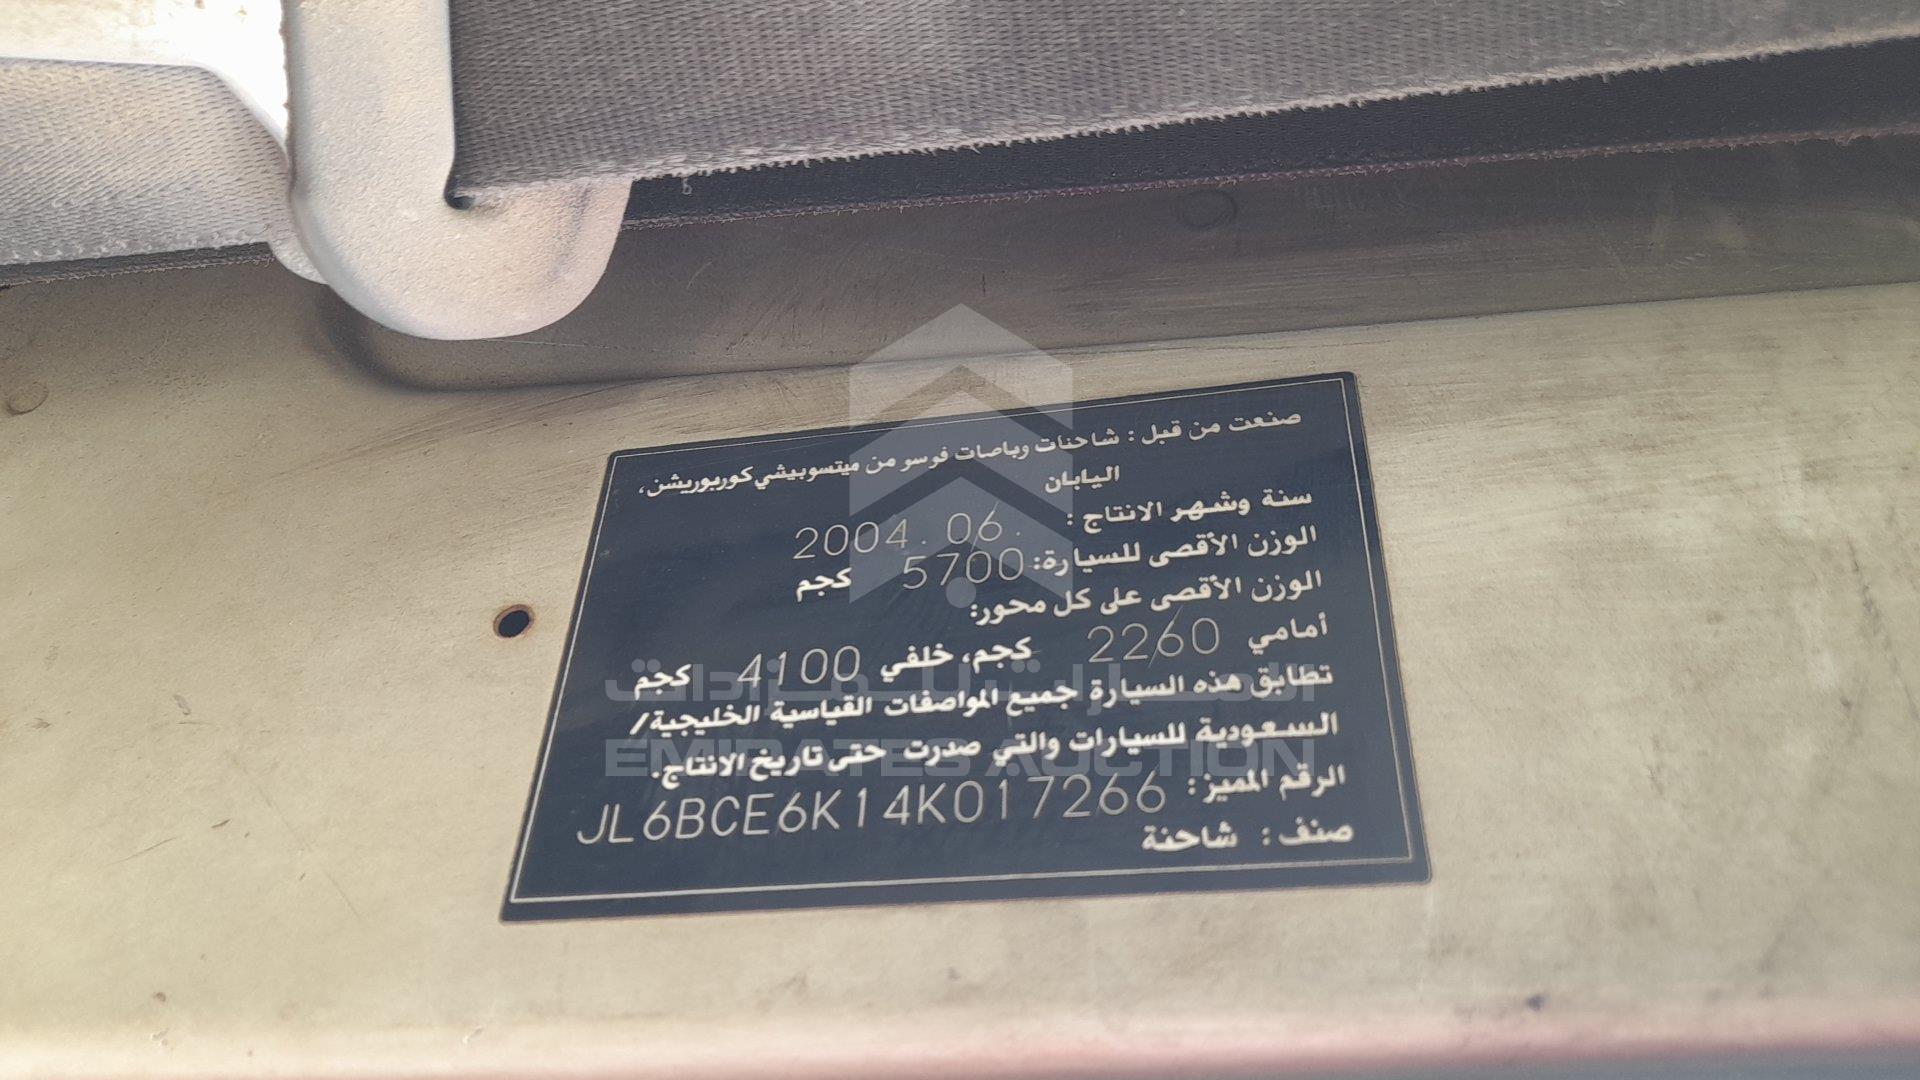 صنعت من قبل : شاحنات وباصات فوسو من ميتسوبيشي كوربوريشن،
اليابان
سنة وشهر الانتاج : 2004.06.
الوزن الأقصى للسيارة: 5700 كجم
الوزن الأقصى على كل محور:
أمامي 2260 كجم، خلفي 4100 كجم
تطابق هذه السيارة جميع المواصفات القياسية الخليجية/
السعودية للسيارات والتي صدرت حتى تاريخ الانتاج.
الرقم المميز: JL6BCE6K14K017266
صنف : شاحنة
الإمارات للمزادات
EMIRATES AUCTION